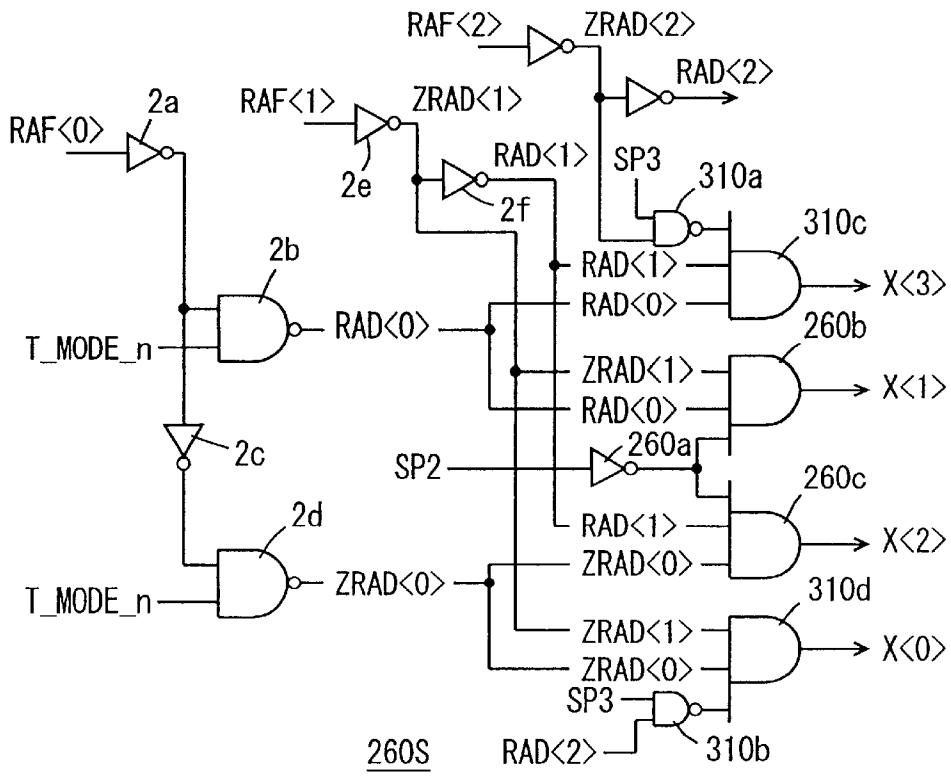 RAF<2> ZRAD<2>
RAD<2>
RAF<1> ZRAD<1>
2a
RAF<0>
2e
RAD<1>
2f
SP3
310a
310c
2b
RAD<1>
X<3>
RAD<0>
RAD<0>
T_MODE_n
260b
ZRAD<1>
X<1>
RAD<0>
2c
260a
SP2
260c
2d
RAD<1>
X<2>
ZRAD<0>
ZRAD<0>
T_MODE_n
310d
ZRAD<1>
X<0>
ZRAD<0>
SP3
RAD<2>
310b
260S